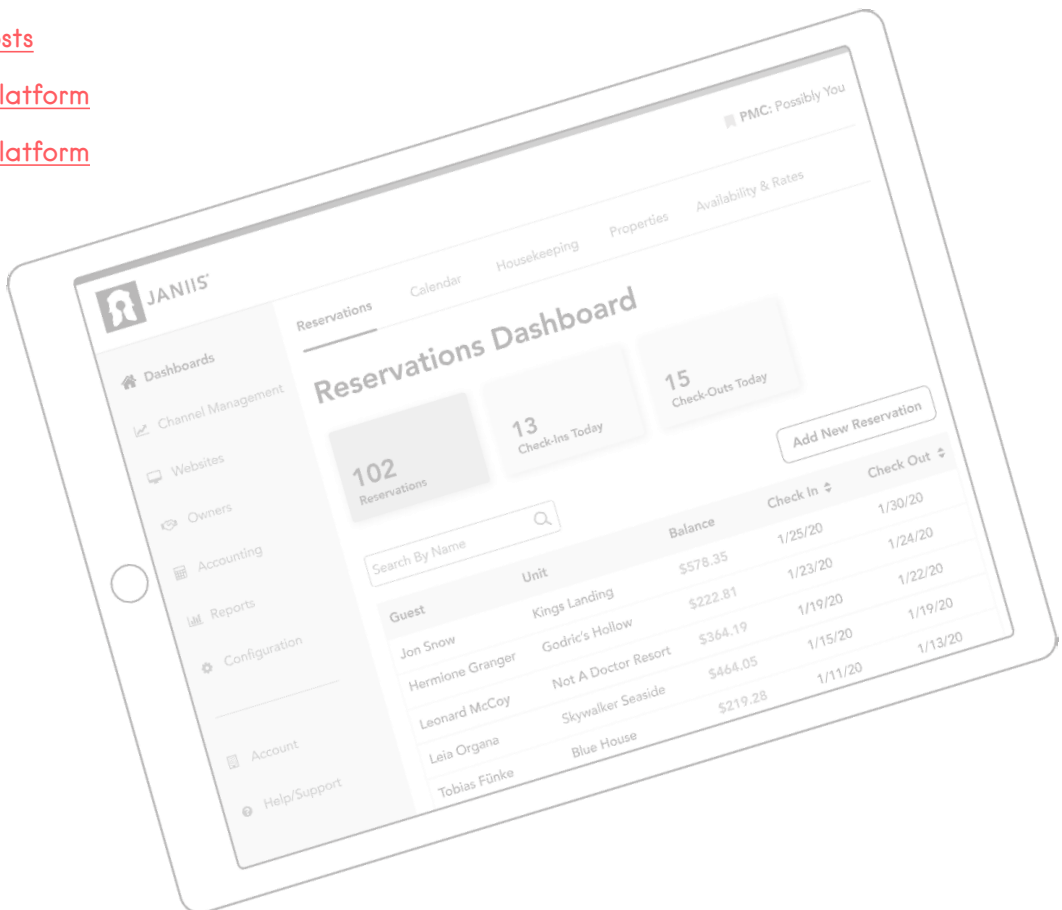 osts
latform
latform
PMC: Possibly You
JANIIS
Reservations Calendar Housekeeping Properties Availability & Rates
Dashboards
Channel Management
Websites
Owners
Accounting
Reports
Configuration
Account
Help/Support
Reservations Dashboard
102
Reservations
13
Check-Ins Today
15
Check-Outs Today
Add New Reservation
Search By Name
Guest Unit Balance Check In Check Out
Jon Snow Kings Landing $578.35 1/25/20 1/30/20
Hermione Granger Godric's Hollow $222.81 1/23/20 1/24/20
Leonard McCoy Not A Doctor Resort $364.19 1/19/20 1/22/20
Leia Organa Skywalker Seaside $464.05 1/15/20 1/19/20
Tobias Fünke Blue House $219.28 1/11/20 1/13/20